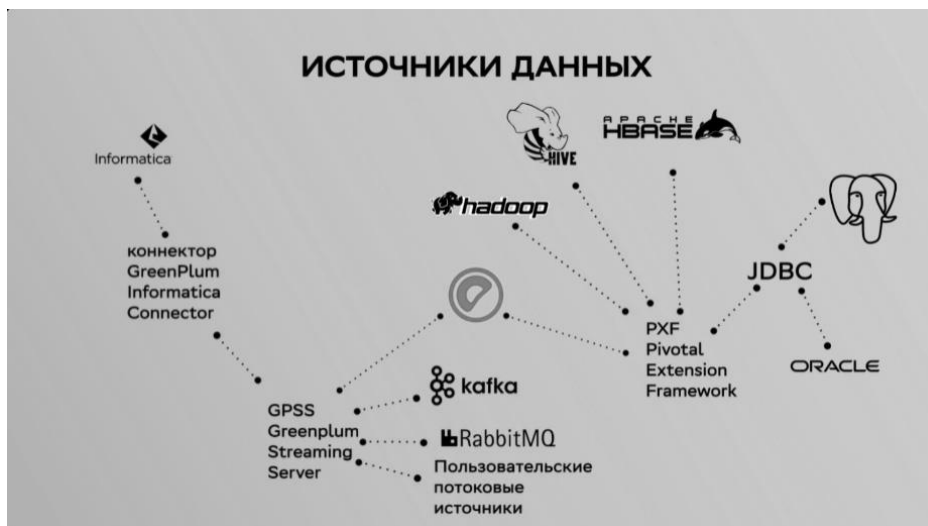 ИСТОЧНИКИ ДАННЫХ
Informatica
HIVE
APACHE
HBASE
hadoop
коннектор
GreenPlum
Informatica
Connector
JDBC
PXF
Pivotal
Extension
Framework
ORACLE
kafka
GPSS
Greenplum
Streaming
Server
RabbitMQ
Пользовательские
потоковые
источники